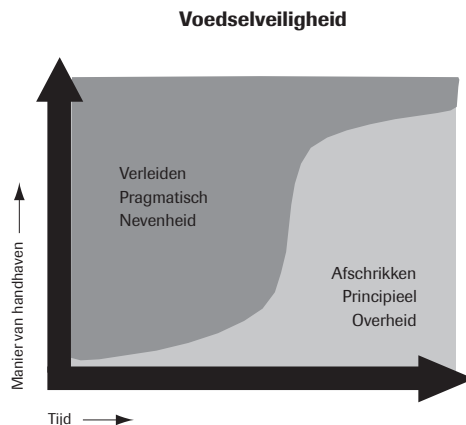 Voedselveiligheid
Verleiden
Pragmatisch
Nevenheid
Afschrikken
Principieel
Overheid
Manier van handhaven
Tijd